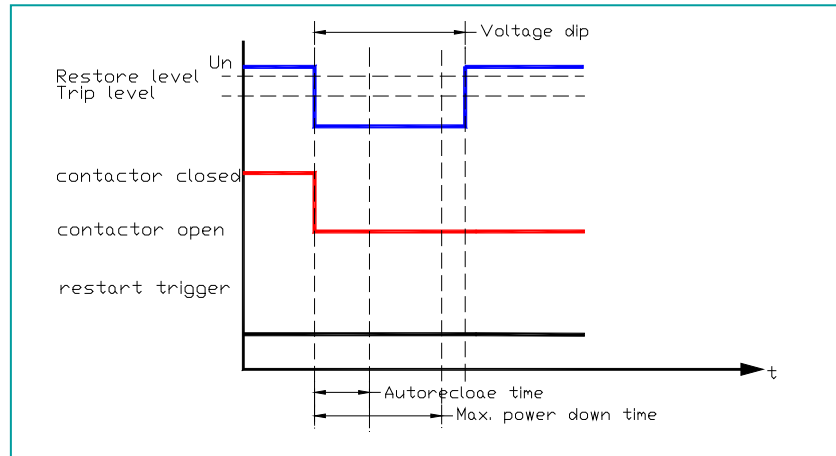 Voltage dip
Un
Restore level
Trip level
contactor closed
contactor open
restart trigger
t
Autorecloae time
Max. power down time